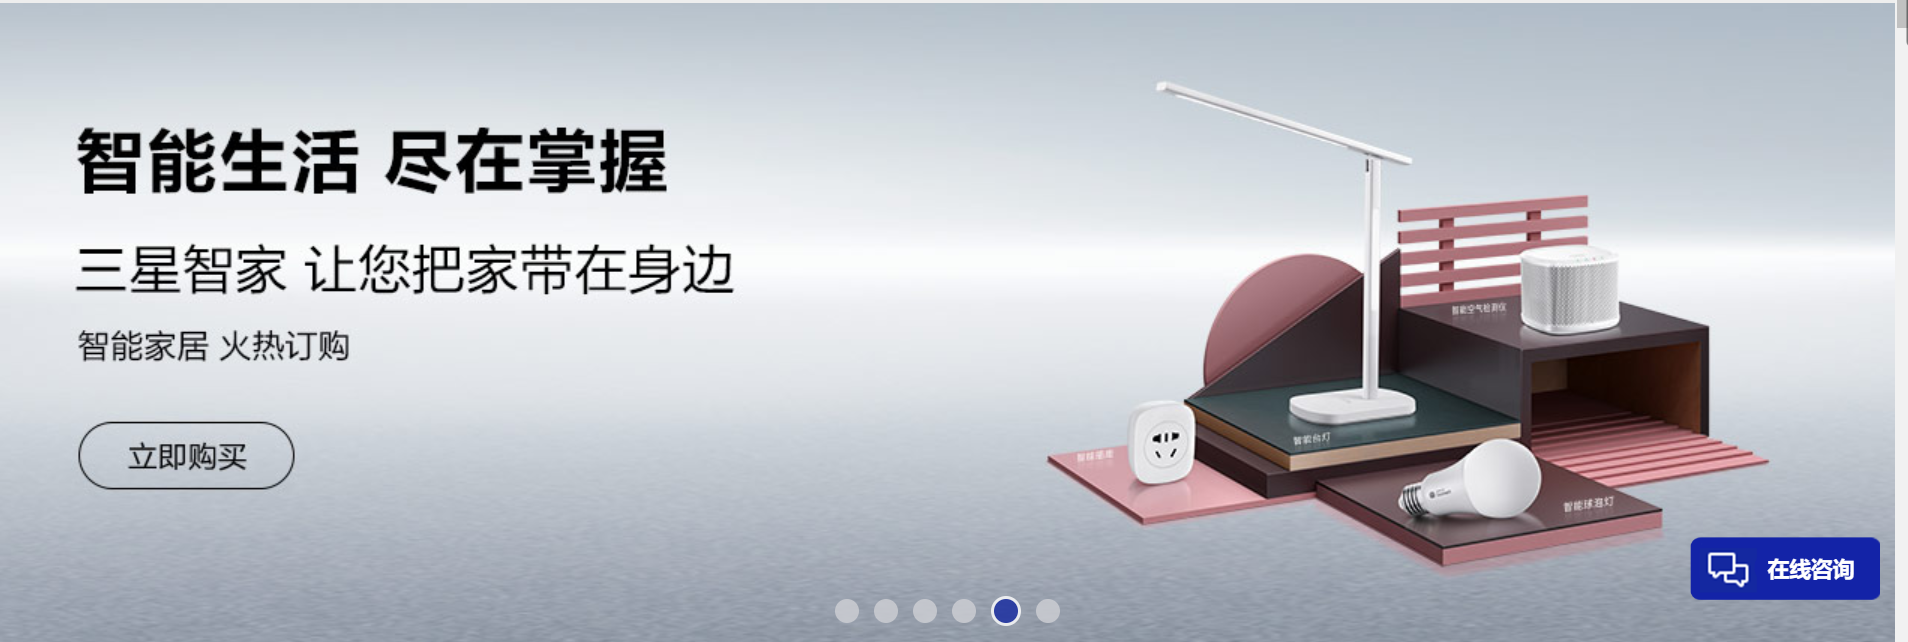 智能生活 尽在掌握
三星智家 让您把家带在身边
智能家居 火热订购
立即购买
智能空气检测仪
智能台灯
智能插座
智能球泡灯
在线咨询